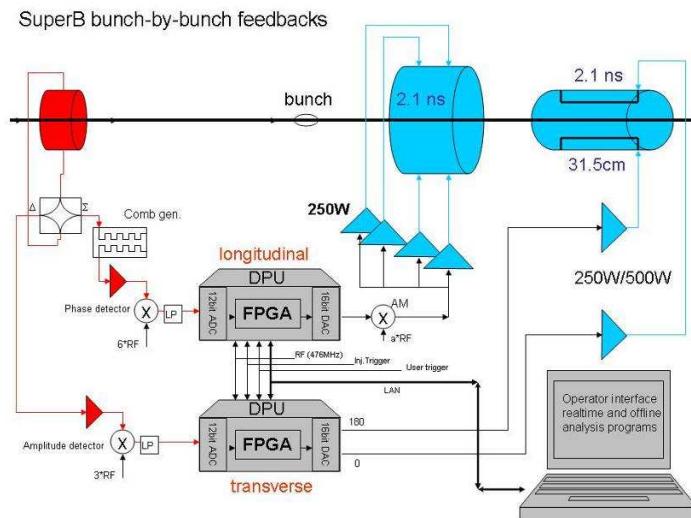 SuperB bunch-by-bunch feedbacks
bunch
2.1 ns
2.1 ns
31.5cm
Δ
Σ
Comb gen.
250W
250W/500W
longitudinal
DPU
12bit ADC
FPGA
16bit DAC
Phase detector
X
LP
6*RF
AM
X
a*RF
RF (476MHz)
Inj.Trigger
User trigger
LAN
DPU
12bit ADC
FPGA
16bit DAC
180
0
Amplitude detector
X
LP
3*RF
transverse
Operator interface
realtime and offline
analysis programs